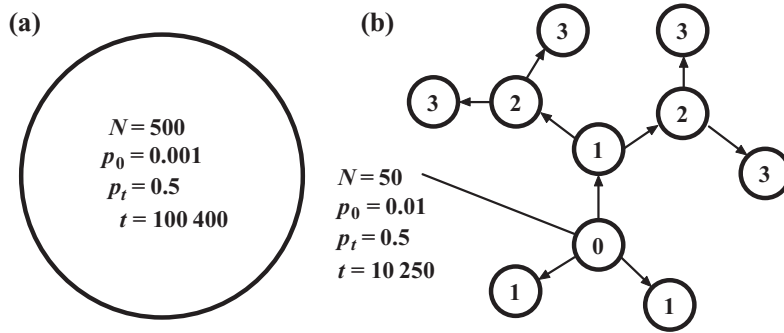 (a)
N = 500
p0 = 0.001
pt = 0.5
t = 100 400
(b)
3
3
3
2
2
1
3
N = 50
p0 = 0.01
pt = 0.5
t = 10 250
0
1
1